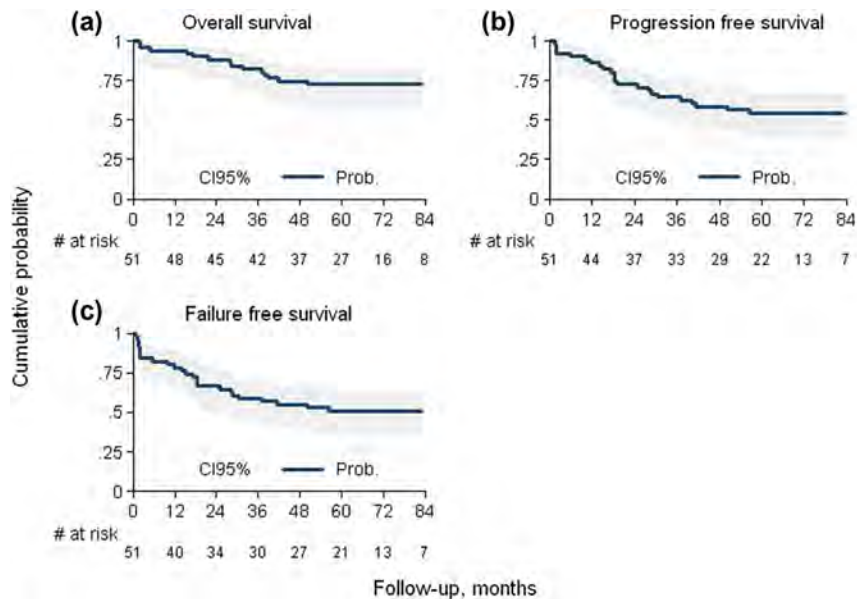 (a) Overall survival
1
.75
.5
.25
0
CI95% Prob.
0 12 24 36 48 60 72 84
# at risk
51 48 45 42 37 27 16 8
(b) Progression free survival
1
.75
.5
.25
0
CI95% Prob.
0 12 24 36 48 60 72 84
# at risk
51 44 37 33 29 22 13 7
(c) Failure free survival
1
.75
.5
.25
0
CI95% Prob.
0 12 24 36 48 60 72 84
# at risk
51 40 34 30 27 21 13 7
Cumulative probability
Follow-up, months